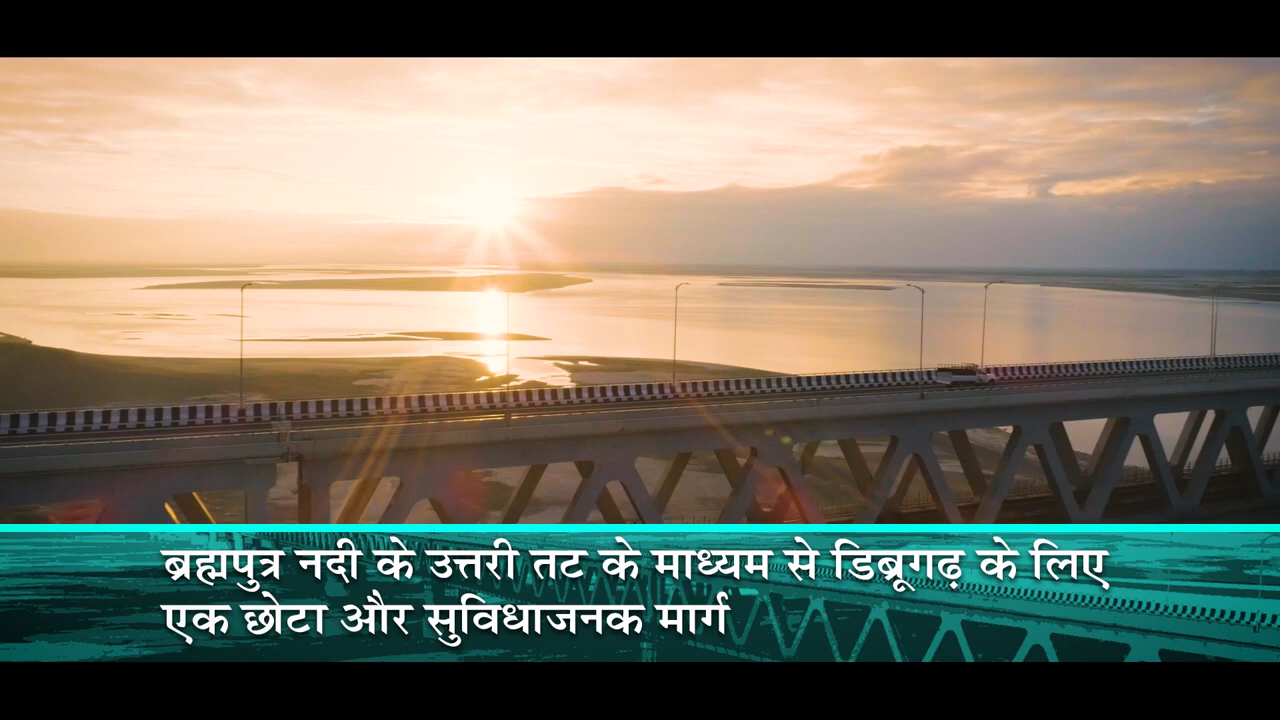 ब्रह्मपुत्र नदी के उत्तरी तट के माध्यम से डिब्रूगढ़ के लिए
एक छोटा और सुविधाजनक मार्ग